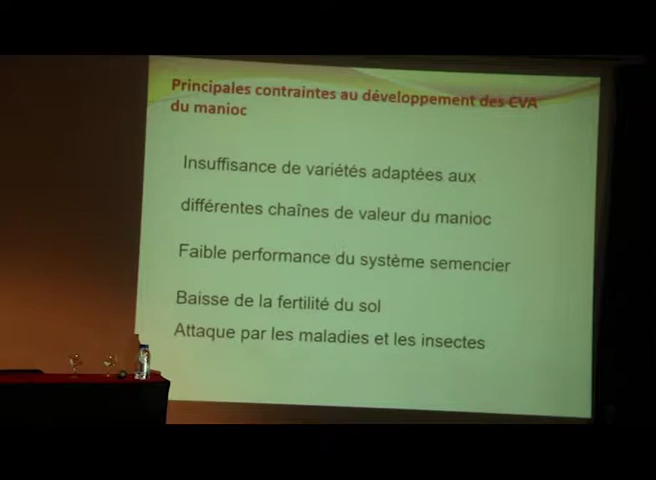 Principales contraintes au développement des CVA
du manioc
Insuffisance de variétés adaptées aux
différentes chaînes de valeur du manioc
Faible performance du système semencier
Baisse de la fertilité du sol
Attaque par les maladies et les insectes